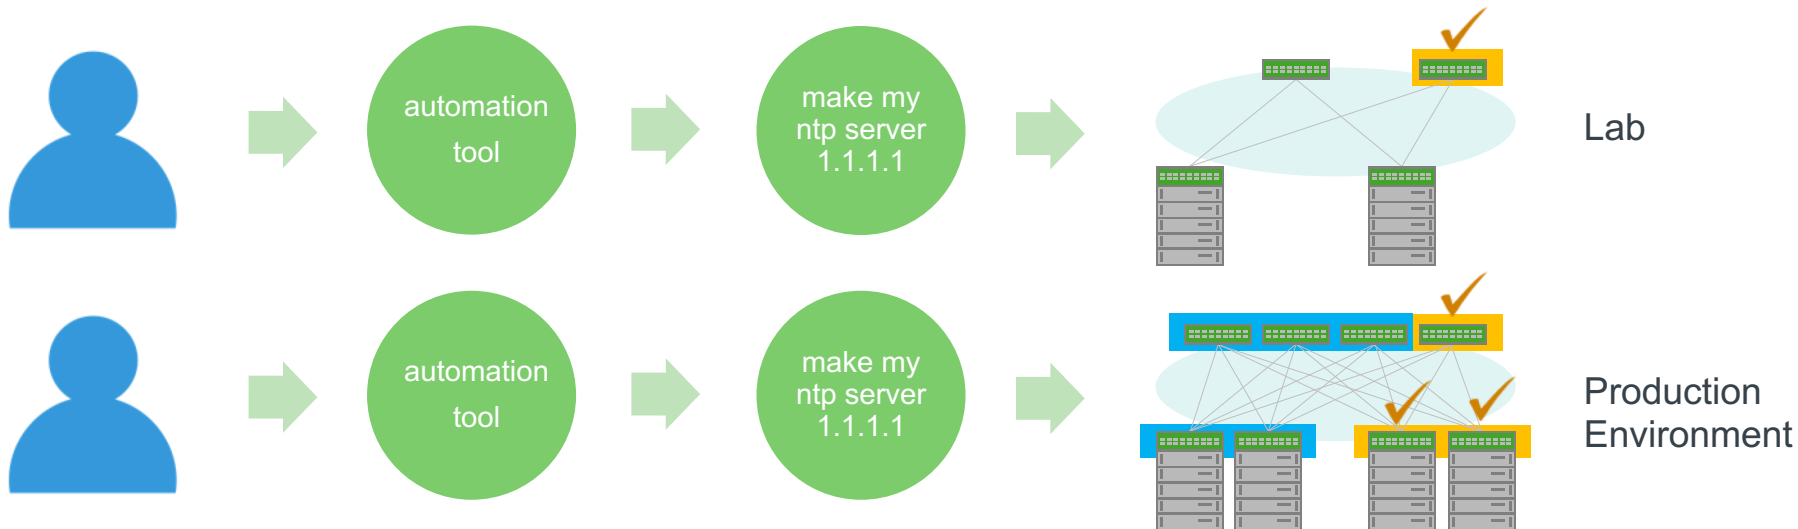 automation
tool
make my
ntp server
1.1.1.1
Lab
automation
tool
make my
ntp server
1.1.1.1
Production
Environment